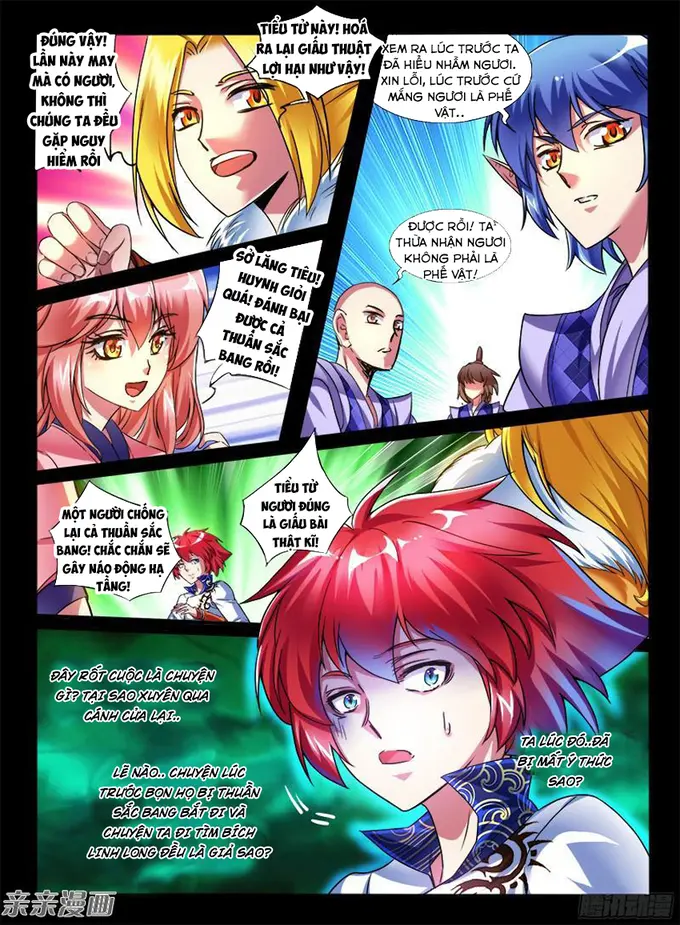 ĐÚNG VẬY!
LẦN NÀY MAY
MÀ CÓ NGƯƠI,
KHÔNG THÌ
CHÚNG TA ĐỀU
GẶP NGUY
HIỂM RỒI
TIỂU TỬ NÀY! HOÁ
RA LẠI GIẤU THUẬT
LỢI HẠI NHƯ VẬY!
XEM RA LÚC TRƯỚC TA
ĐÃ HIỂU NHẦM NGƯƠI.
XIN LỖI, LÚC TRƯỚC CỨ
MẮNG NGƯƠI LÀ PHẾ
VẬT..
ĐƯỢC RỒI! TA
THỪA NHẬN NGƯƠI
KHÔNG PHẢI LÀ
PHẾ VẬT!
SỞ LĂNG TIÊU!
HUYNH GIỎI
QUÁ! ĐÁNH BẠI
ĐƯỢC CẢ
THUẦN SẮC
BANG RỒI!
MỘT NGƯỜI CHỐNG
LẠI CẢ THUẦN SẮC
BANG! CHẮC CHẮN SẼ
GÂY NÁO ĐỘNG HẠ
TẦNG!
TIỂU TỬ
NGƯƠI ĐÚNG
LÀ GIẤU BÀI
THẬT KĨ!
ĐÂY RỐT CUỘC LÀ CHUYỆN
GÌ? TẠI SAO XUYÊN QUA
CÁNH CỬA LẠI..
LẼ NÀO.. CHUYỆN LÚC
TRƯỚC BỌN HỌ BỊ THUẦN
SẮC BANG BẮT ĐI VÀ
CHUYỆN TA ĐI TÌM BÍCH
LINH LONG ĐỀU LÀ GIẢ SAO?
TA LÚC ĐÓ..ĐÃ
BỊ MẤT Ý THỨC
SAO?
亲亲漫画
腾讯动漫